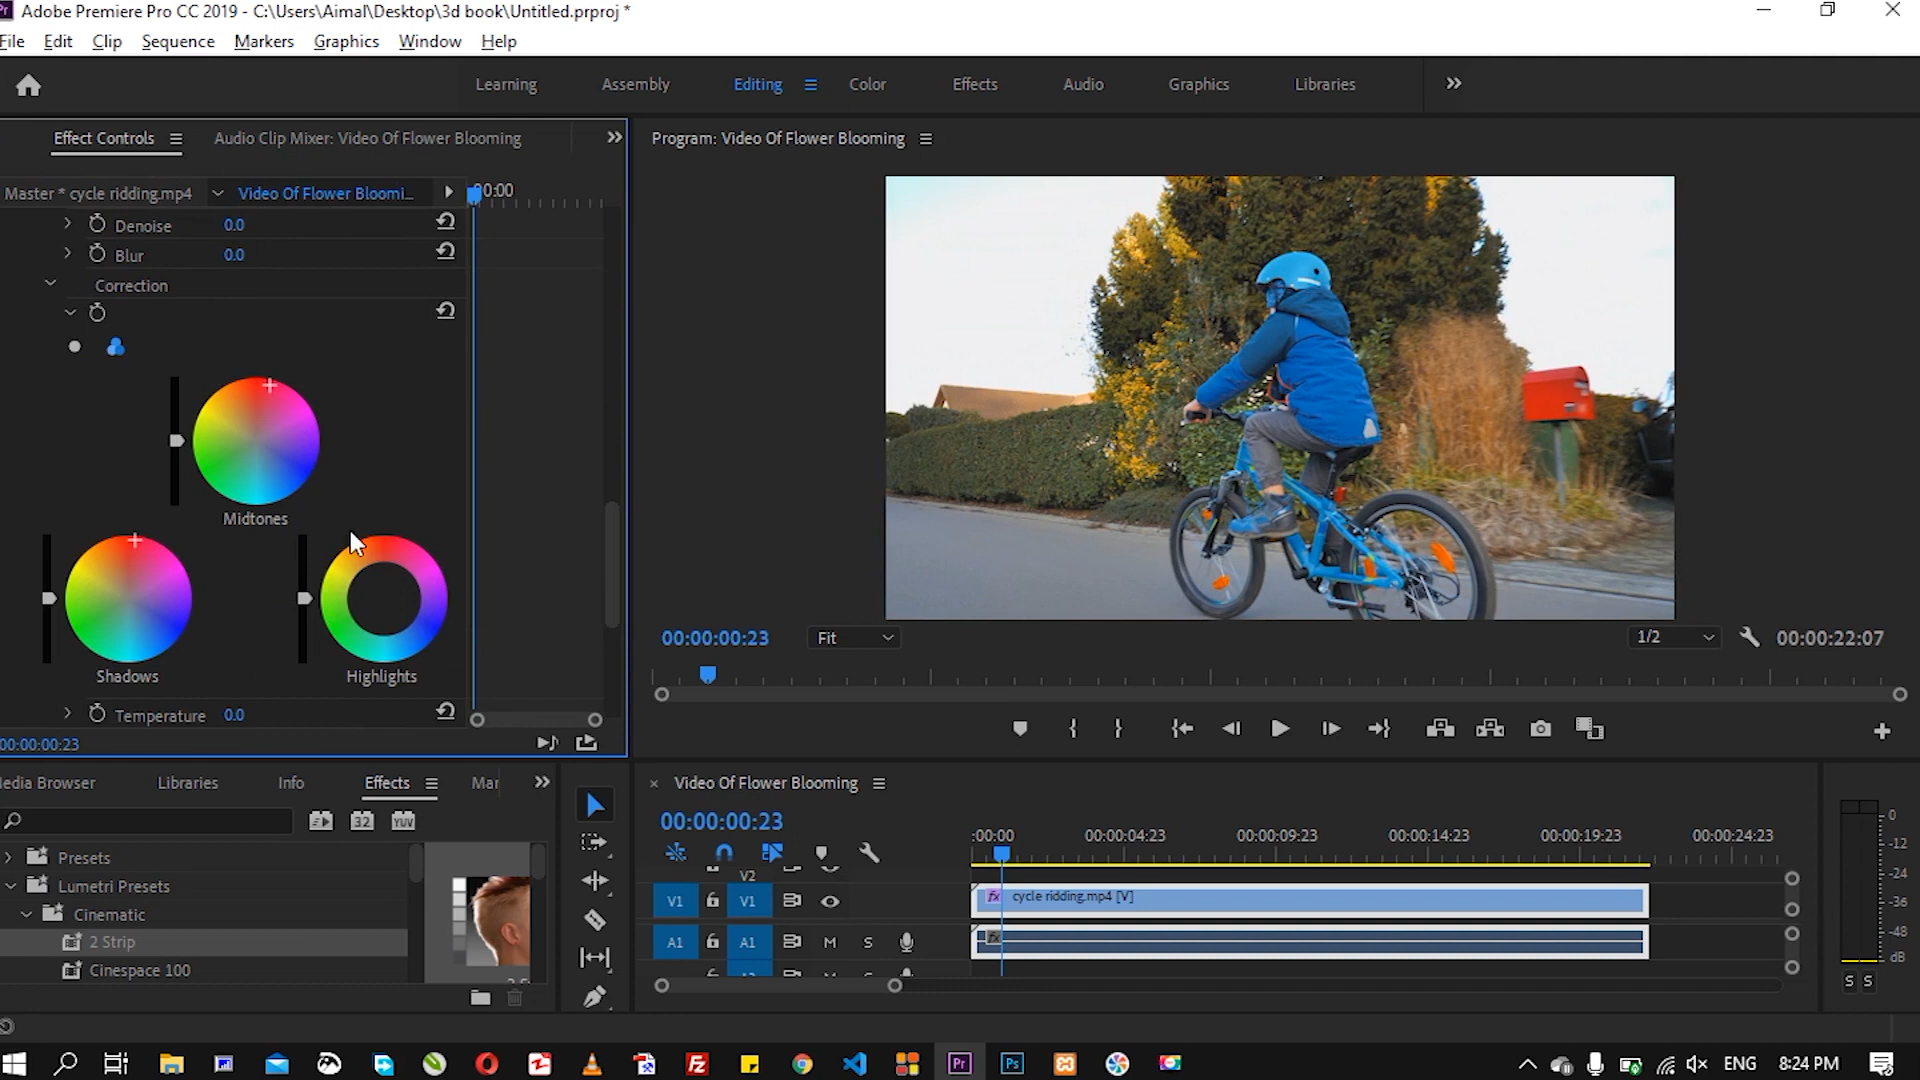 Adobe Premiere Pro CC 2019 - C:\Users\Aimal\Desktop\3d book\Untitled.prproj *
File Edit Clip Sequence Markers Graphics Window Help
Learning Assembly Editing Color Effects Audio Graphics Libraries
Effect Controls Audio Clip Mixer: Video Of Flower Blooming
Program: Video Of Flower Blooming
Master * cycle ridding.mp4 Video Of Flower Bloomi... 00:00
Denoise 0.0
Blur 0.0
Correction
Midtones
Shadows Highlights
Temperature 0.0
00:00:00:23
00:00:00:23 Fit 1/2 00:00:22:07
Media Browser Libraries Info Effects Mar
32 YUV
Presets
Lumetri Presets
Cinematic
2 Strip
Cinespace 100
Video Of Flower Blooming
00:00:00:23
:00:00 00:00:04:23 00:00:09:23 00:00:14:23 00:00:19:23 00:00:24:23
V2
V1 V1 fx cycle ridding.mp4 [V]
A1 A1 M S fx
0
-12
-24
-36
-48
dB
S S
Pr Ps ENG 8:24 PM